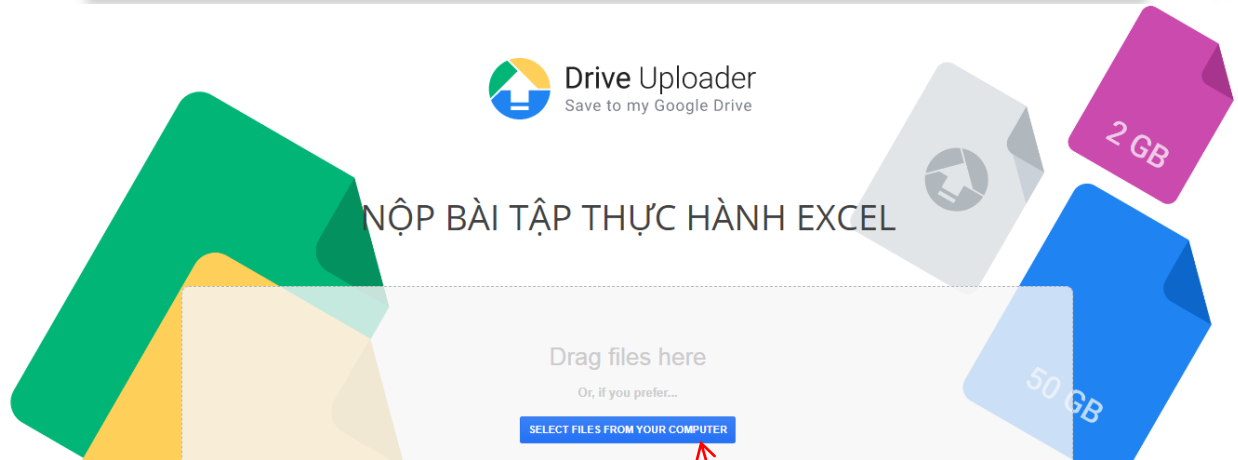 Drive Uploader
Save to my Google Drive
2 GB
NỘP BÀI TẬP THỰC HÀNH EXCEL
Drag files here
Or, if you prefer...
50 GB
SELECT FILES FROM YOUR COMPUTER